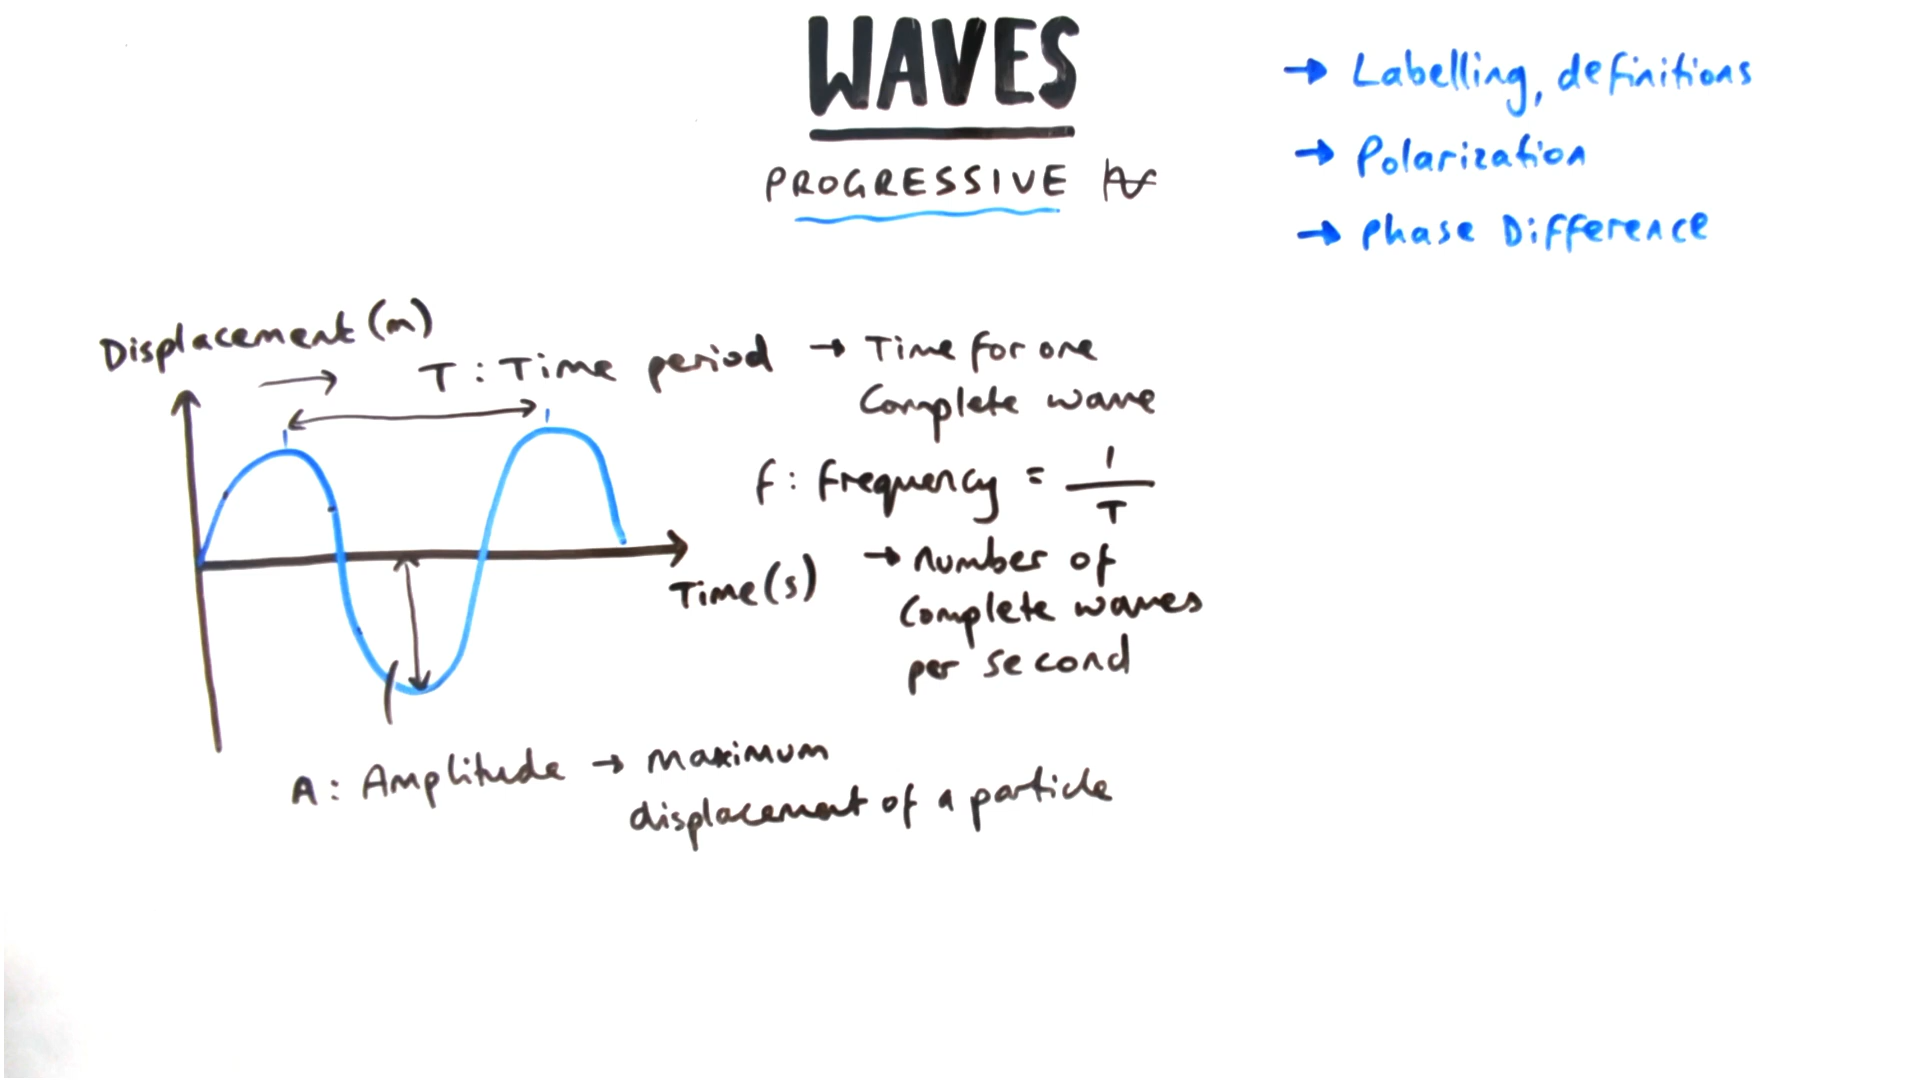 WAVES
PROGRESSIVE
→ Labelling, definitions
→ Polarization
→ Phase Difference
Displacement (m)
T : Time period → Time for one
Complete wave
f : frequency = 1/T
Time (s)
→ number of
Complete waves
per second
A : Amplitude → maximum
displacement of a particle